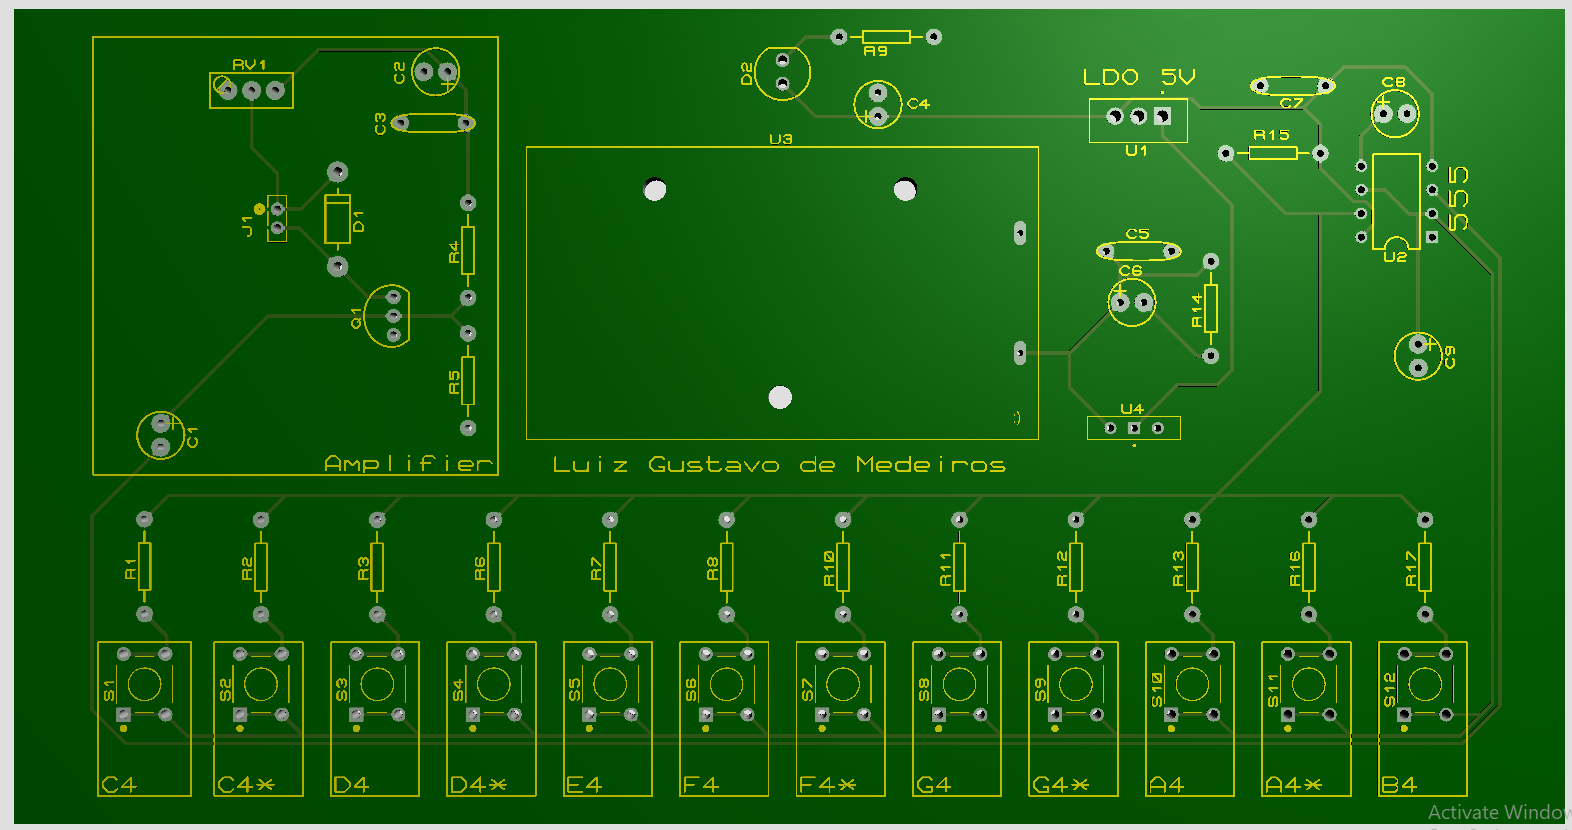 RV1
C2
C3
D2
R9
C4
LDO 5V
C7
C8
U1
R15
U3
555
U2
J1
D1
R4
C5
C6
R14
Q1
R5
C9
C1
U4
Amplifier
Luiz Gustavo de Medeiros
R1 R2 R3 R6 R7 R8 R10 R11 R12 R13 R16 R17
S1 S2 S3 S4 S5 S6 S7 S8 S9 S10 S11 S12
C4 C4* D4 D4* E4 F4 F4* G4 G4* A4 A4* B4
Activate Window